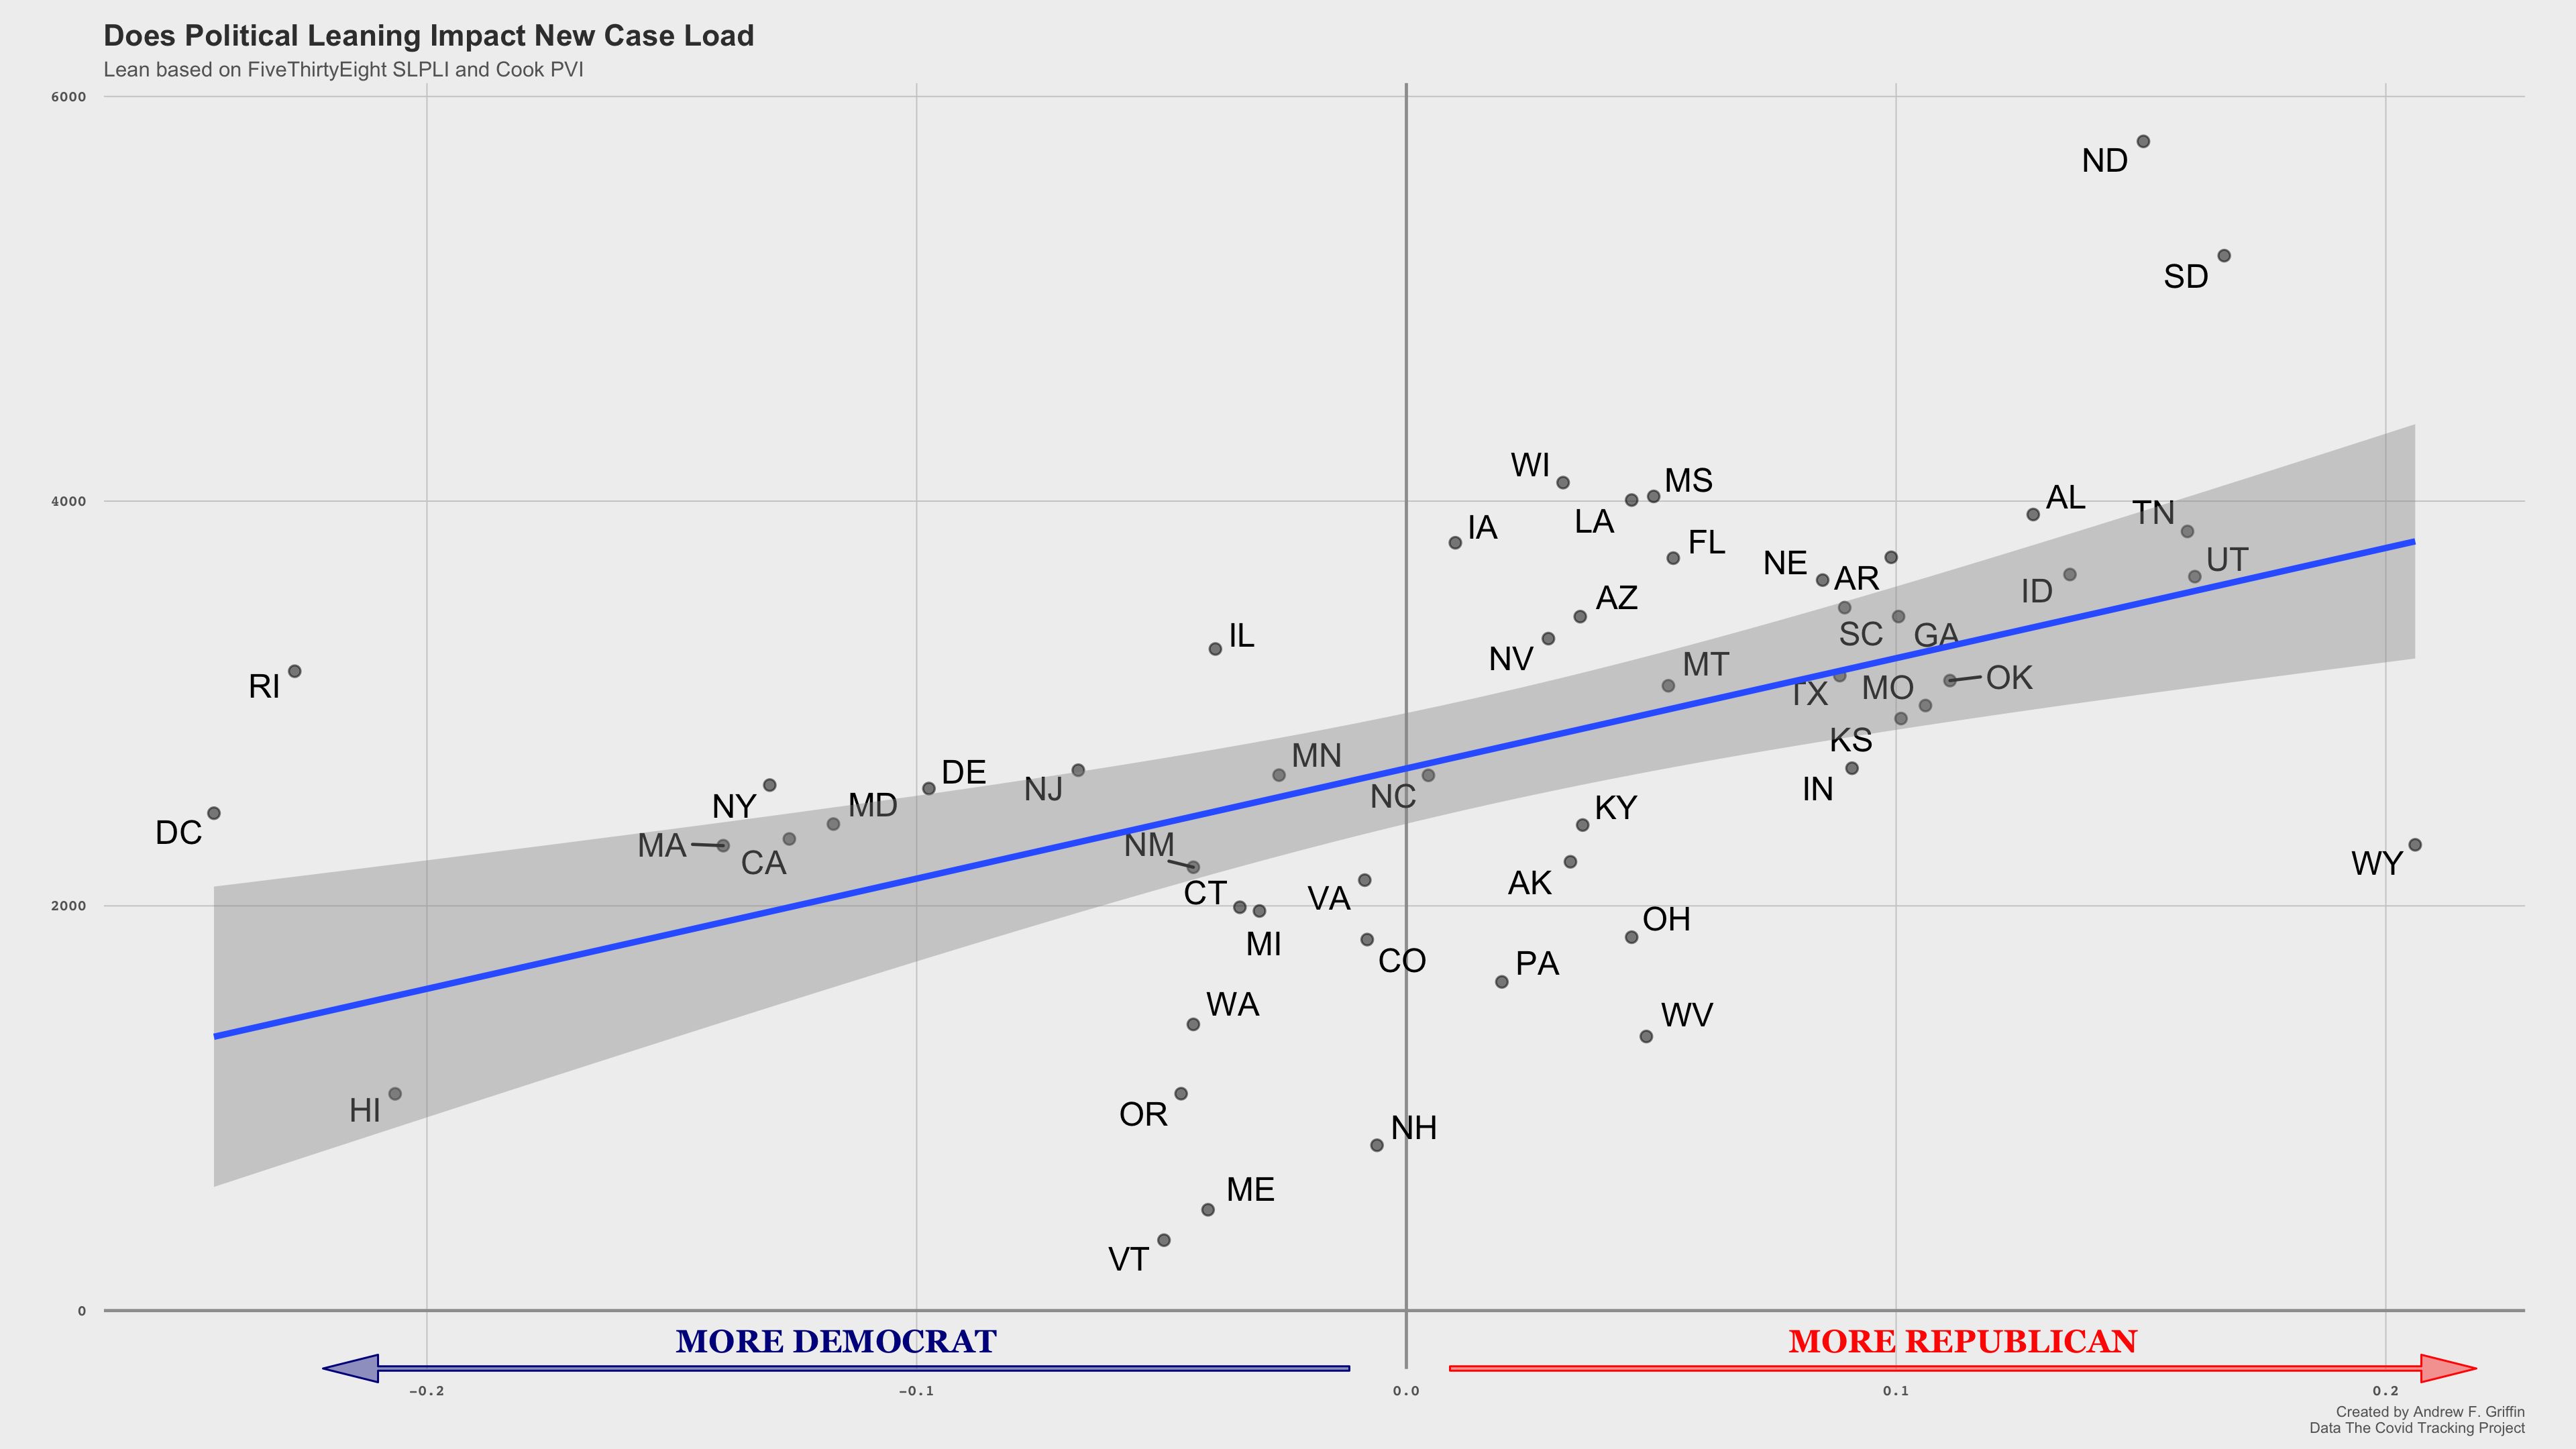 Does Political Leaning Impact New Case Load
Lean based on FiveThirtyEight SLPLI and Cook PVI
6000
ND
SD
WI
MS
4000
AL
TN
LA
IA
FL
NE
AR
UT
ID
AZ
SC
GA
IL
NV
MT
RI
TX
MO
OK
KS
MN
DE
NJ
IN
NC
NY
MD
KY
DC
MA
CA
NM
WY
AK
CT
VA
2000
OH
MI
CO
PA
WA
WV
HI
OR
NH
ME
VT
0
MORE DEMOCRAT
MORE REPUBLICAN
-0.2
-0.1
0.0
0.1
0.2
Created by Andrew F. Griffin
Data The Covid Tracking Project